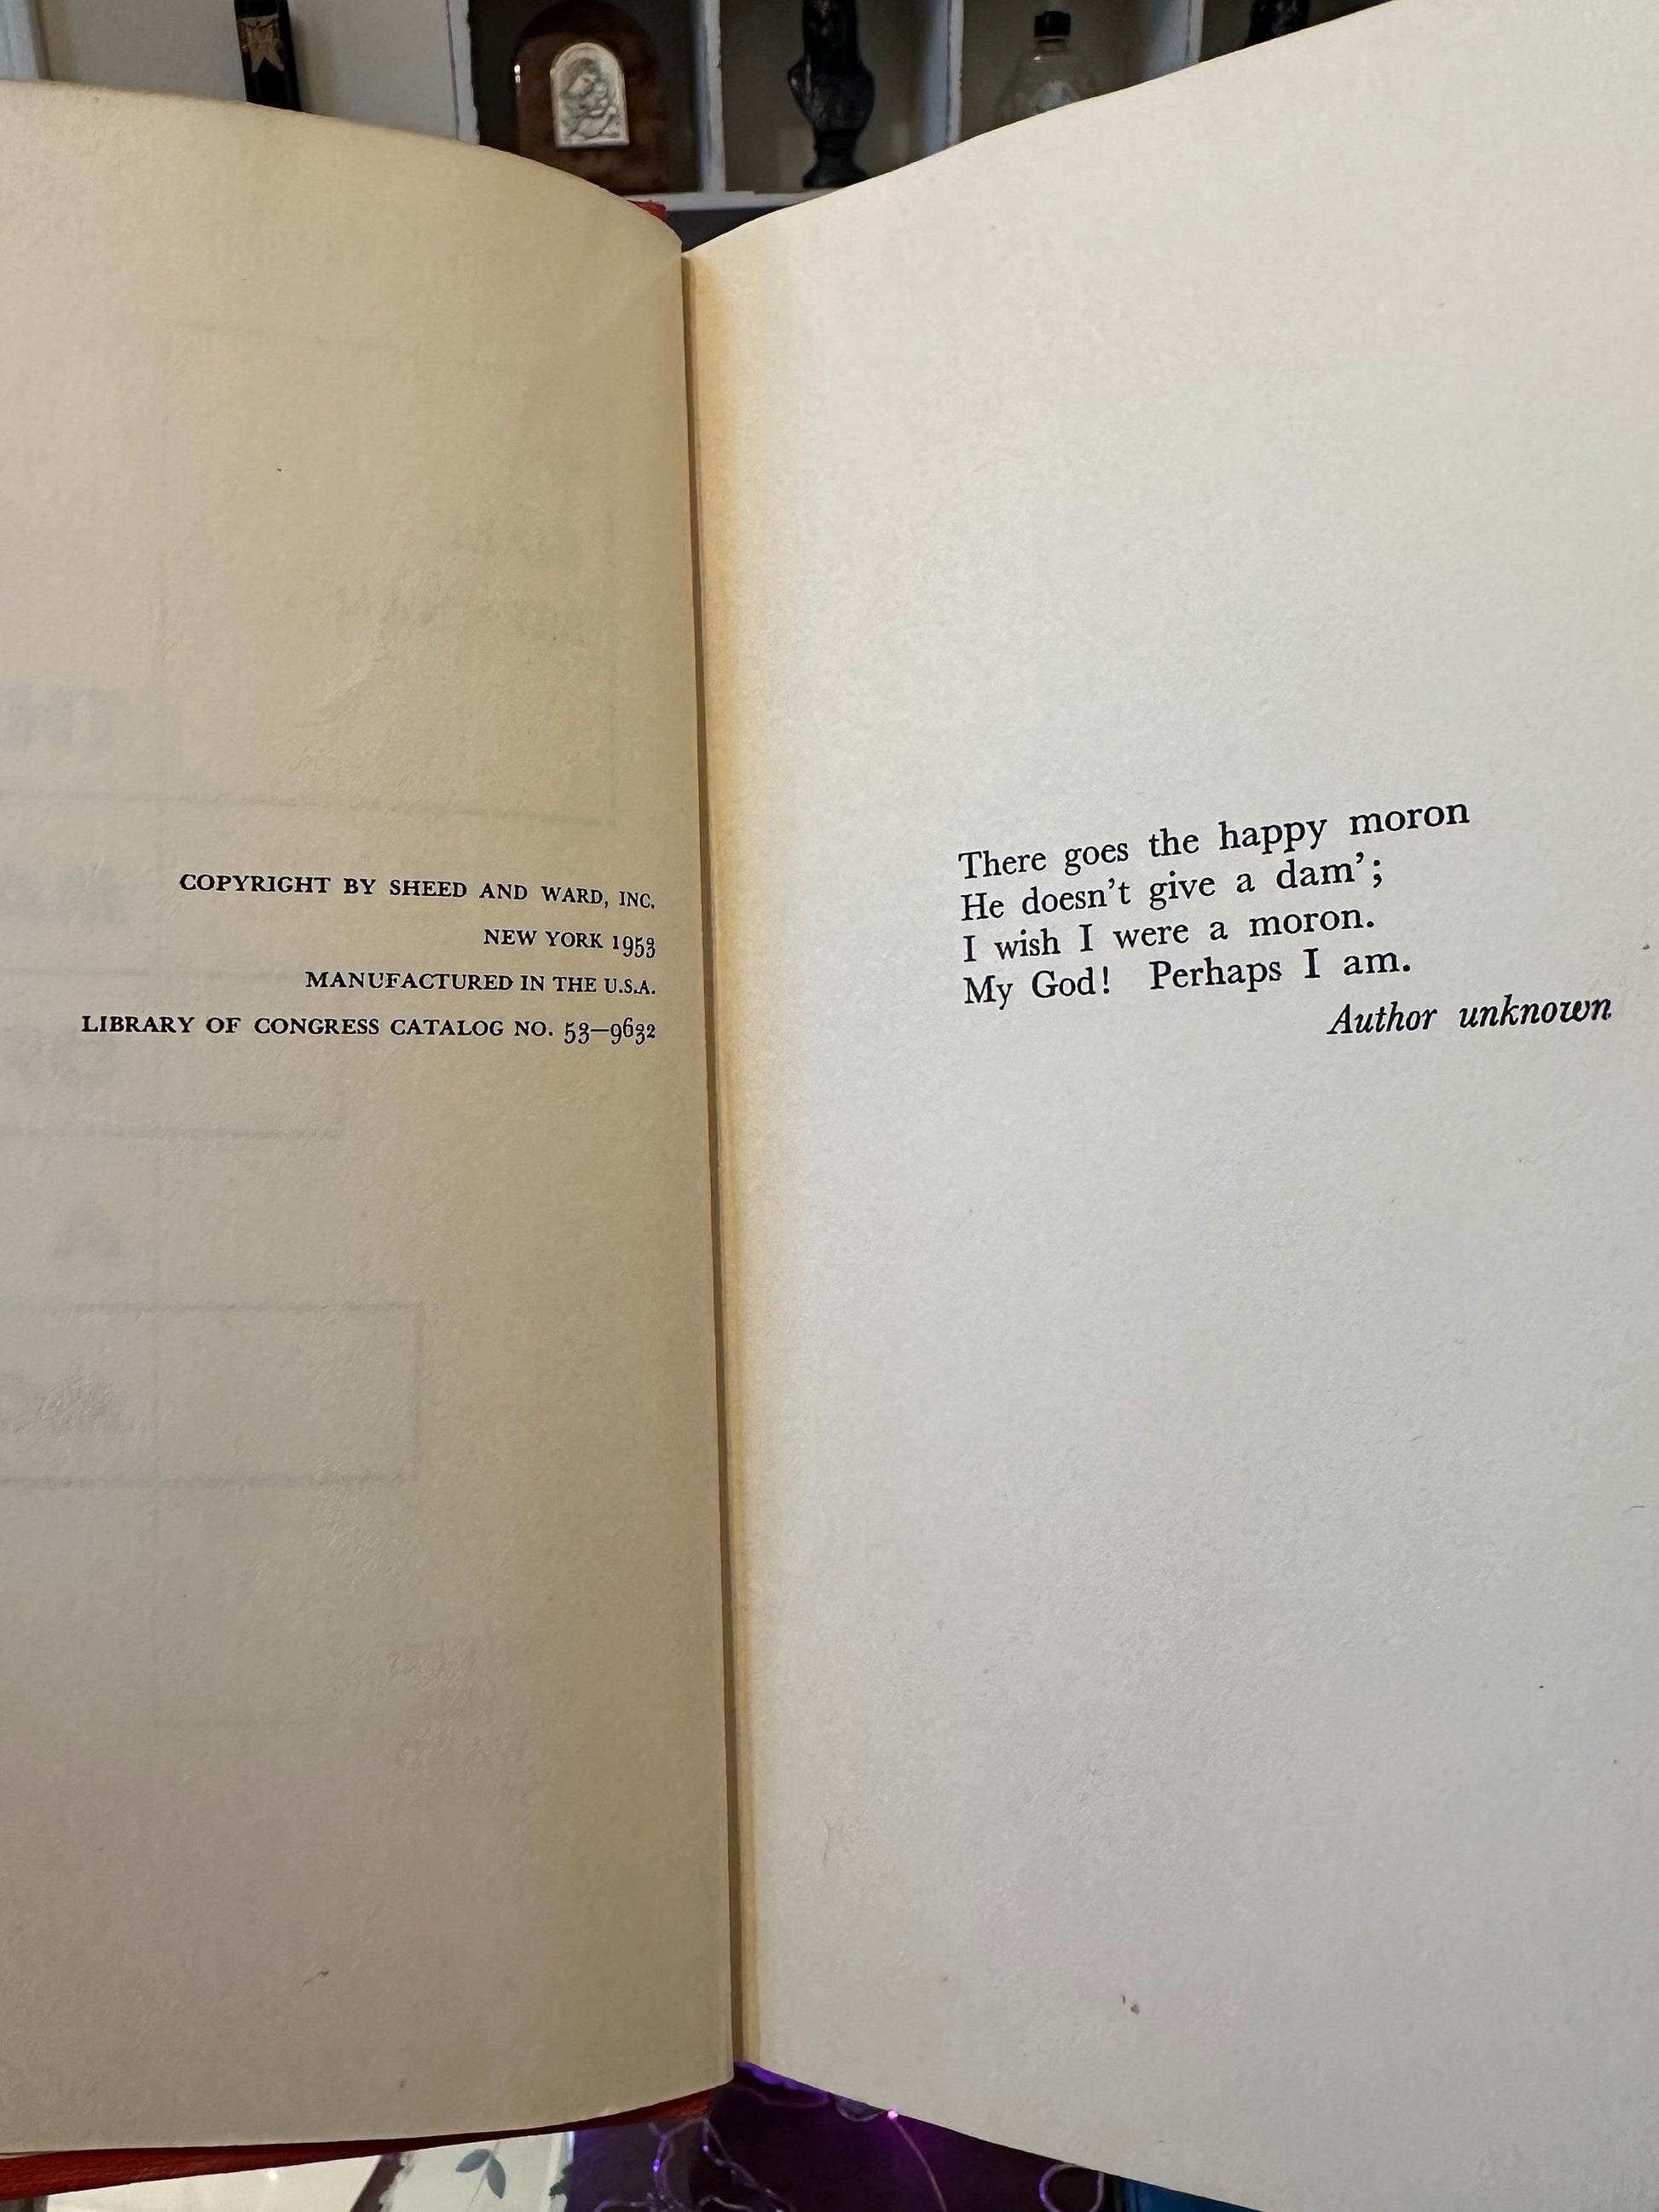 COPYRIGHT BY SHEED AND WARD, INC.
NEW YORK 1953
MANUFACTURED IN THE U.S.A.
LIBRARY OF CONGRESS CATALOG NO. 53—9632
There goes the happy moron
He doesn't give a dam';
I wish I were a moron.
My God! Perhaps I am.
Author unknown